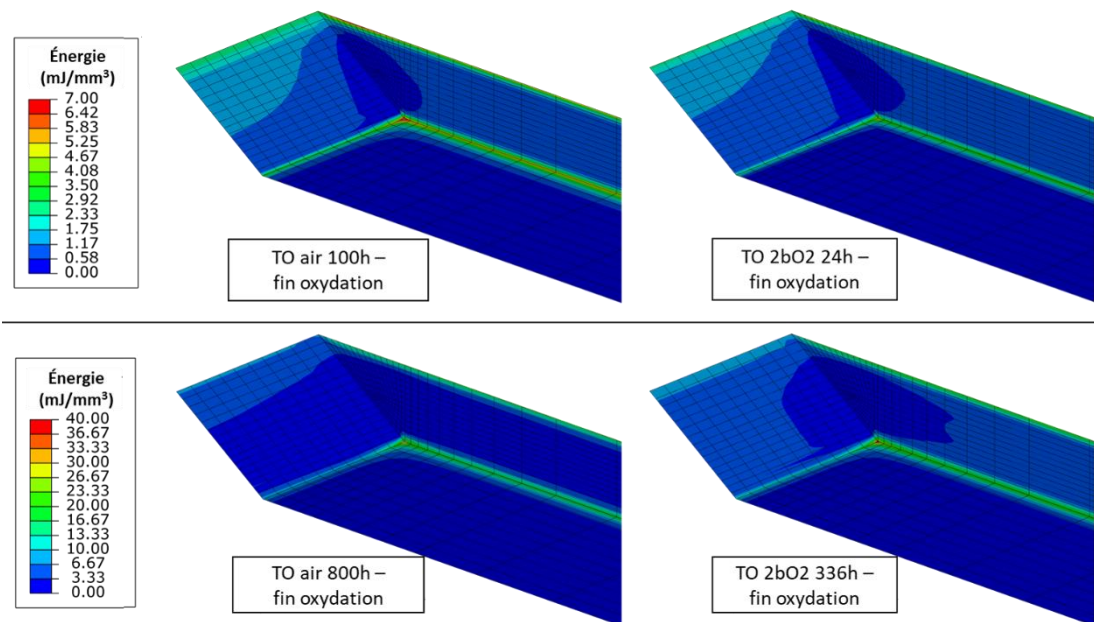 Énergie
(mJ/mm³)
7.00
6.42
5.83
5.25
4.67
4.08
3.50
2.92
2.33
1.75
1.17
0.58
0.00
TO air 100h –
fin oxydation
TO 2bO2 24h –
fin oxydation
Énergie
(mJ/mm³)
40.00
36.67
33.33
30.00
26.67
23.33
20.00
16.67
13.33
10.00
6.67
3.33
0.00
TO air 800h –
fin oxydation
TO 2bO2 336h –
fin oxydation